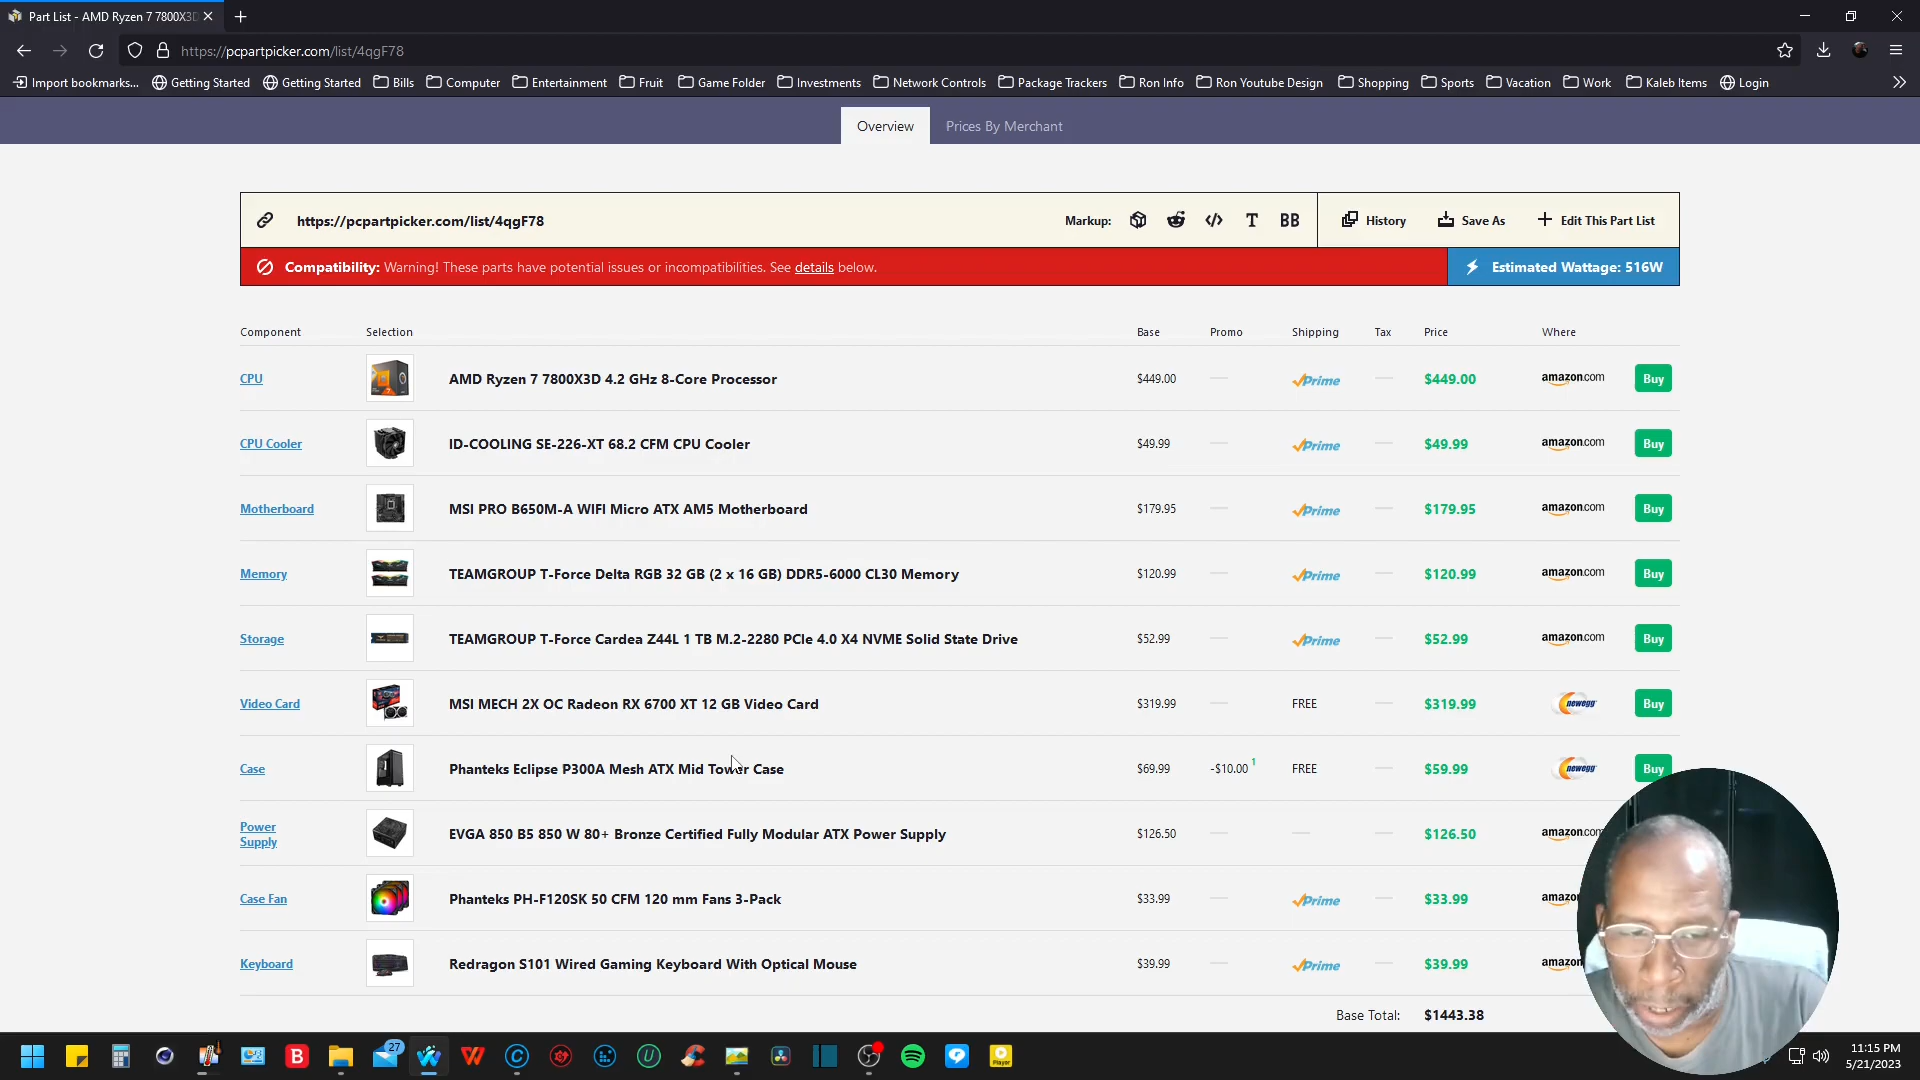 Part List - AMD Ryzen 7 7800X3D
https://pcpartpicker.com/list/4qgF78
Import bookmarks... Getting Started Getting Started Bills Computer Entertainment Fruit Game Folder Investments Network Controls Package Trackers Ron Info Ron Youtube Design Shopping Sports Vacation Work Kaleb Items Login
Overview Prices By Merchant
https://pcpartpicker.com/list/4qgF78 Markup: T BB History Save As Edit This Part List
Compatibility: Warning! These parts have potential issues or incompatibilities. See details below. Estimated Wattage: 516W
Component Selection Base Promo Shipping Tax Price Where
CPU AMD Ryzen 7 7800X3D 4.2 GHz 8-Core Processor $449.00 — Prime — $449.00 amazon.com Buy
CPU Cooler ID-COOLING SE-226-XT 68.2 CFM CPU Cooler $49.99 — Prime — $49.99 amazon.com Buy
Motherboard MSI PRO B650M-A WIFI Micro ATX AM5 Motherboard $179.95 — Prime — $179.95 amazon.com Buy
Memory TEAMGROUP T-Force Delta RGB 32 GB (2 x 16 GB) DDR5-6000 CL30 Memory $120.99 — Prime — $120.99 amazon.com Buy
Storage TEAMGROUP T-Force Cardea Z44L 1 TB M.2-2280 PCIe 4.0 X4 NVME Solid State Drive $52.99 — Prime — $52.99 amazon.com Buy
Video Card MSI MECH 2X OC Radeon RX 6700 XT 12 GB Video Card $319.99 — FREE — $319.99 newegg Buy
Case Phanteks Eclipse P300A Mesh ATX Mid Tower Case $69.99 -$10.00 1 FREE — $59.99 newegg Buy
Power
Supply EVGA 850 B5 850 W 80+ Bronze Certified Fully Modular ATX Power Supply $126.50 — — — $126.50 amazon.com
Case Fan Phanteks PH-F120SK 50 CFM 120 mm Fans 3-Pack $33.99 — Prime — $33.99 amazon
Keyboard Redragon S101 Wired Gaming Keyboard With Optical Mouse $39.99 — Prime — $39.99 amazon
Base Total: $1443.38
27
11:15 PM
5/21/2023